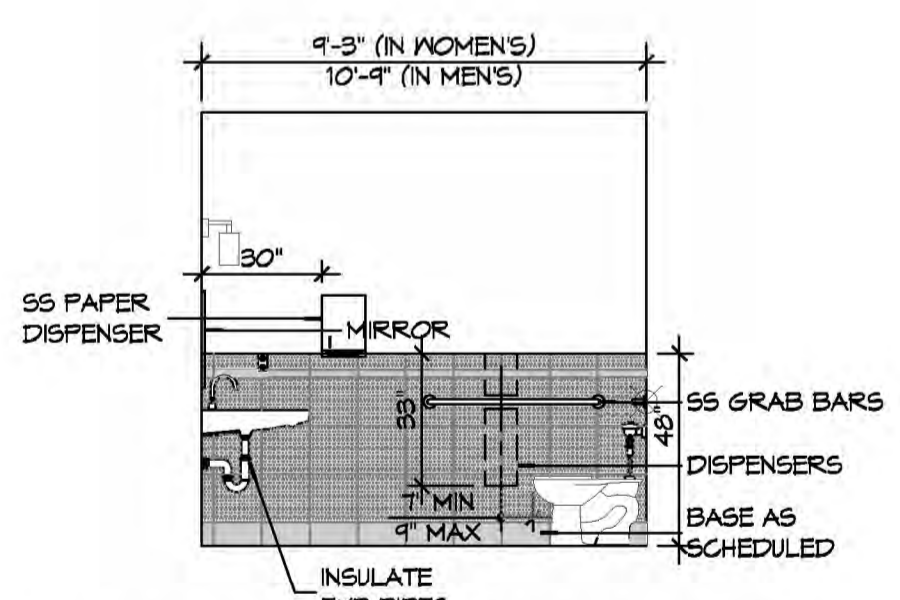 9'-3" (IN WOMEN'S)
10'-9" (IN MEN'S)
30"
SS PAPER
DISPENSER
MIRROR
33"
48"
SS GRAB BARS
DISPENSERS
7" MIN
9" MAX
BASE AS
SCHEDULED
INSULATE